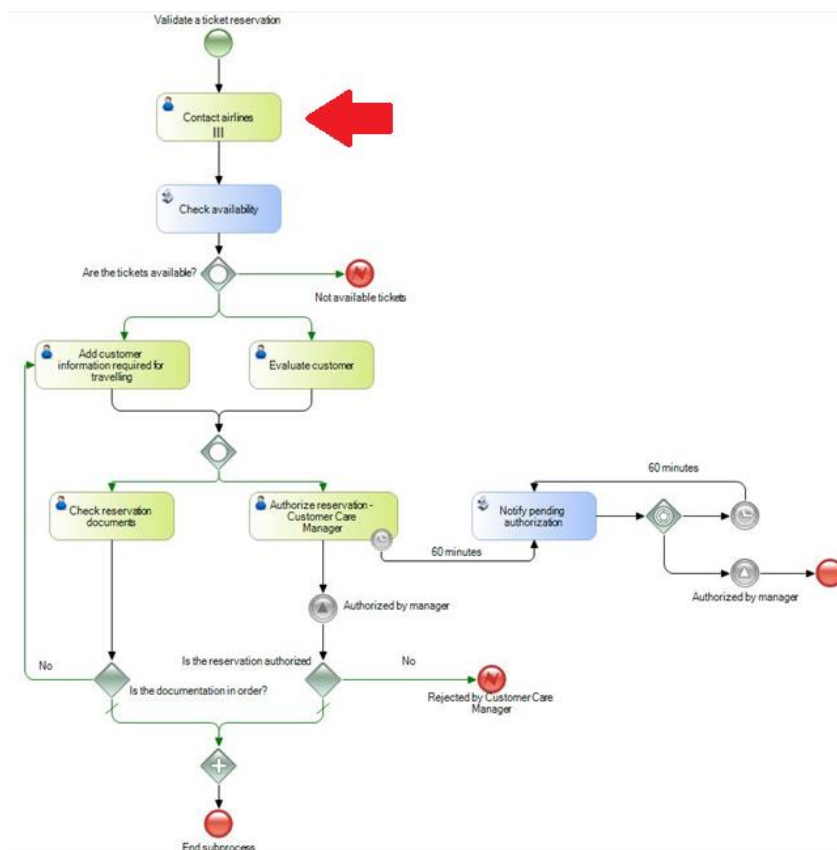 Validate a ticket reservation
Contact airlines
Check availability
Are the tickets available?
Not available tickets
Add customer
information required for
travelling
Evaluate customer
60 minutes
Check reservation
documents
Authorize reservation -
Customer Care
Manager
Notify pending
authorization
60 minutes
Authorized by manager
Authorized by manager
No
Is the reservation authorized
No
Is the documentation in order?
Rejected by Customer Care
Manager
End subprocess